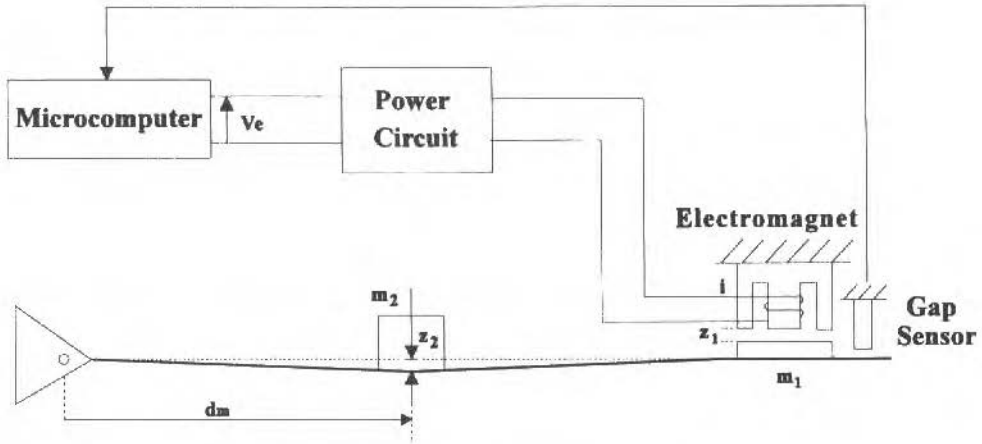 Microcomputer
Ve
Power
Circuit
Electromagnet
i
m2
z2
z1
Gap
Sensor
m1
dm